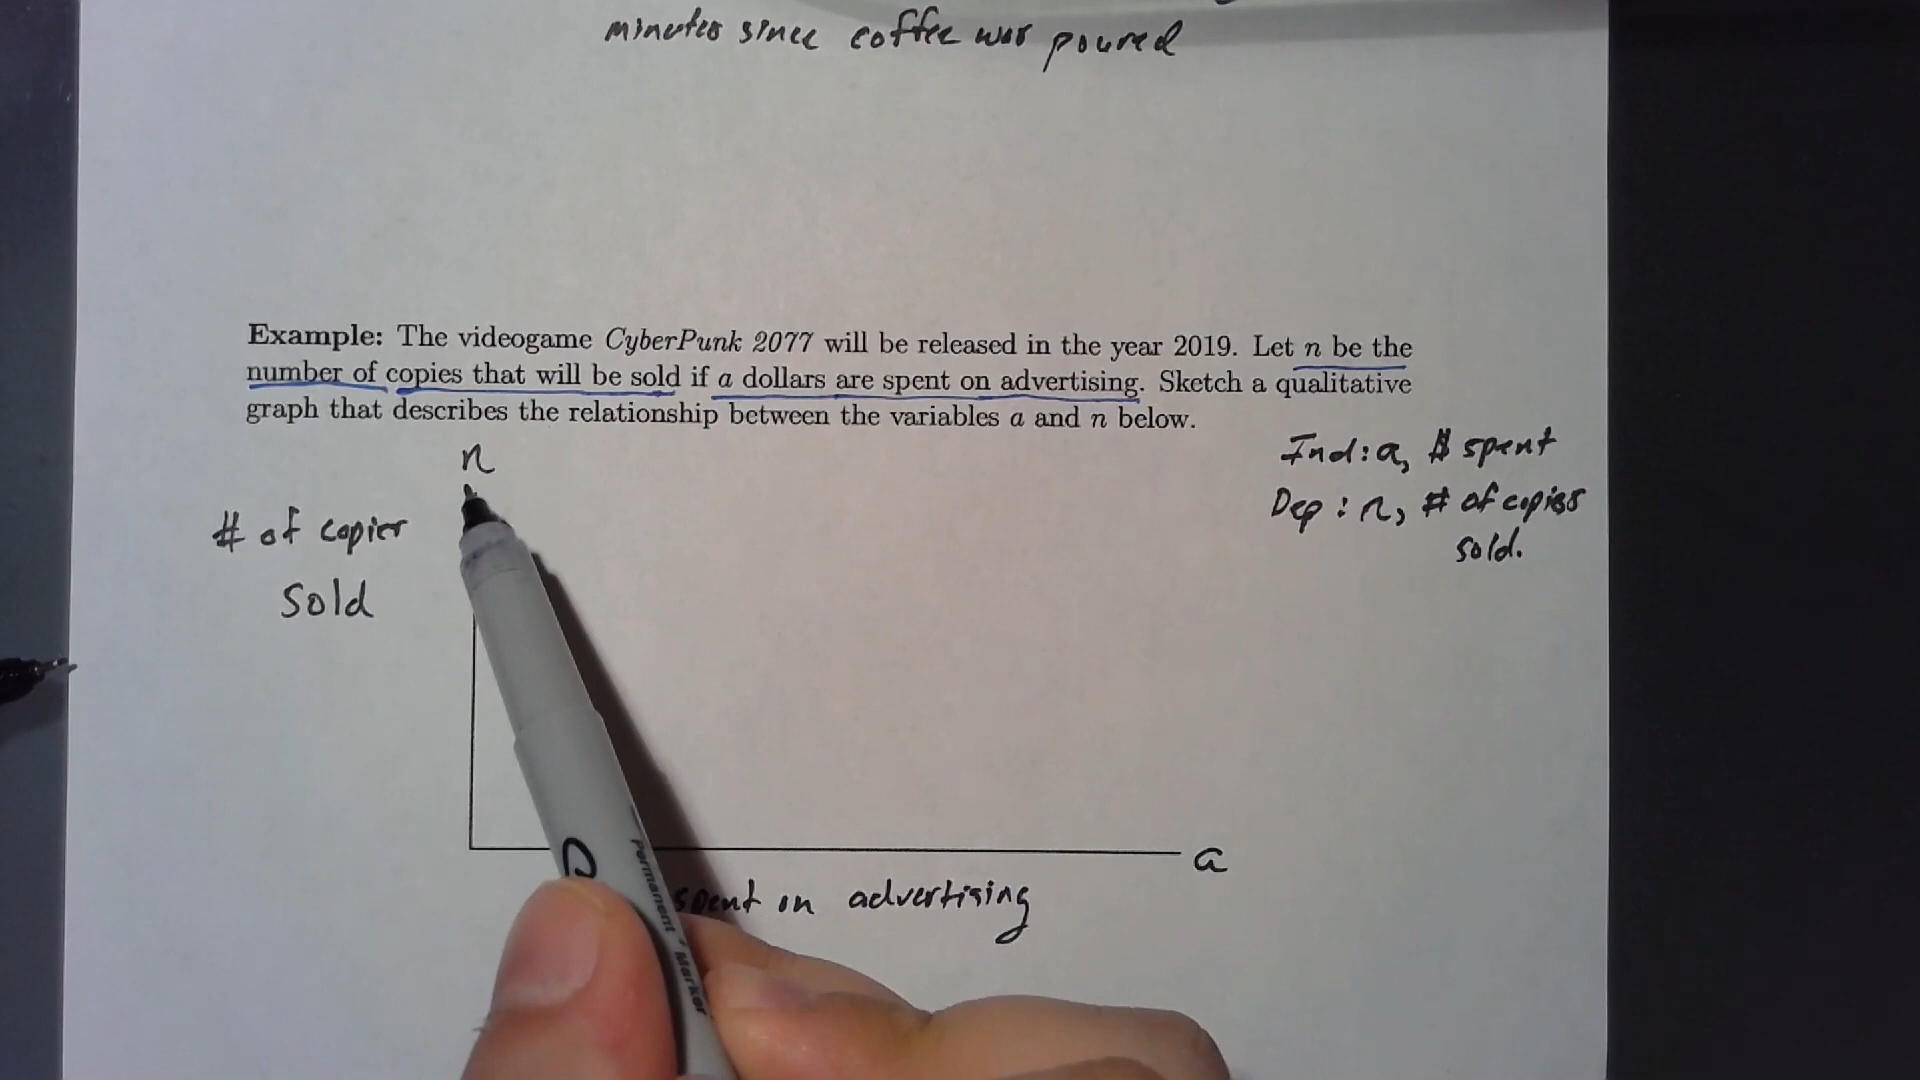 minutes since coffee was poured
Example: The videogame CyberPunk 2077 will be released in the year 2019. Let n be the
number of copies that will be sold if a dollars are spent on advertising. Sketch a qualitative
graph that describes the relationship between the variables a and n below.
n
Ind: a, $ spent
Dep: n, # of copies
sold.
# of copies
sold
a
spent on advertising
Permanent Marker